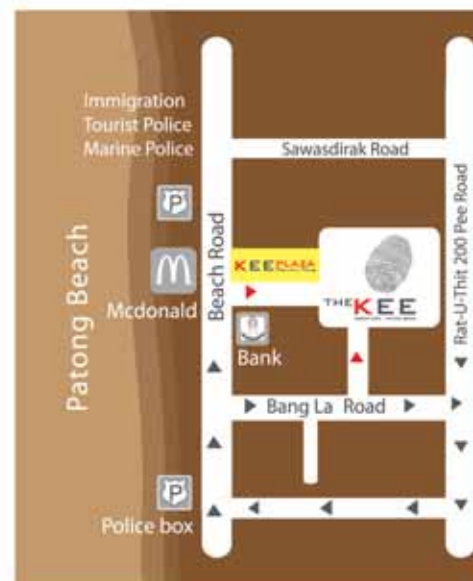 Immigration
Tourist Police
Marine Police
Sawasdirak Road
Patong Beach
Beach Road
Rat-U-Thit 200 Pee Road
P
Mcdonald
KEE PLAZA
THE KEE
Bank
Bang La Road
P
Police box